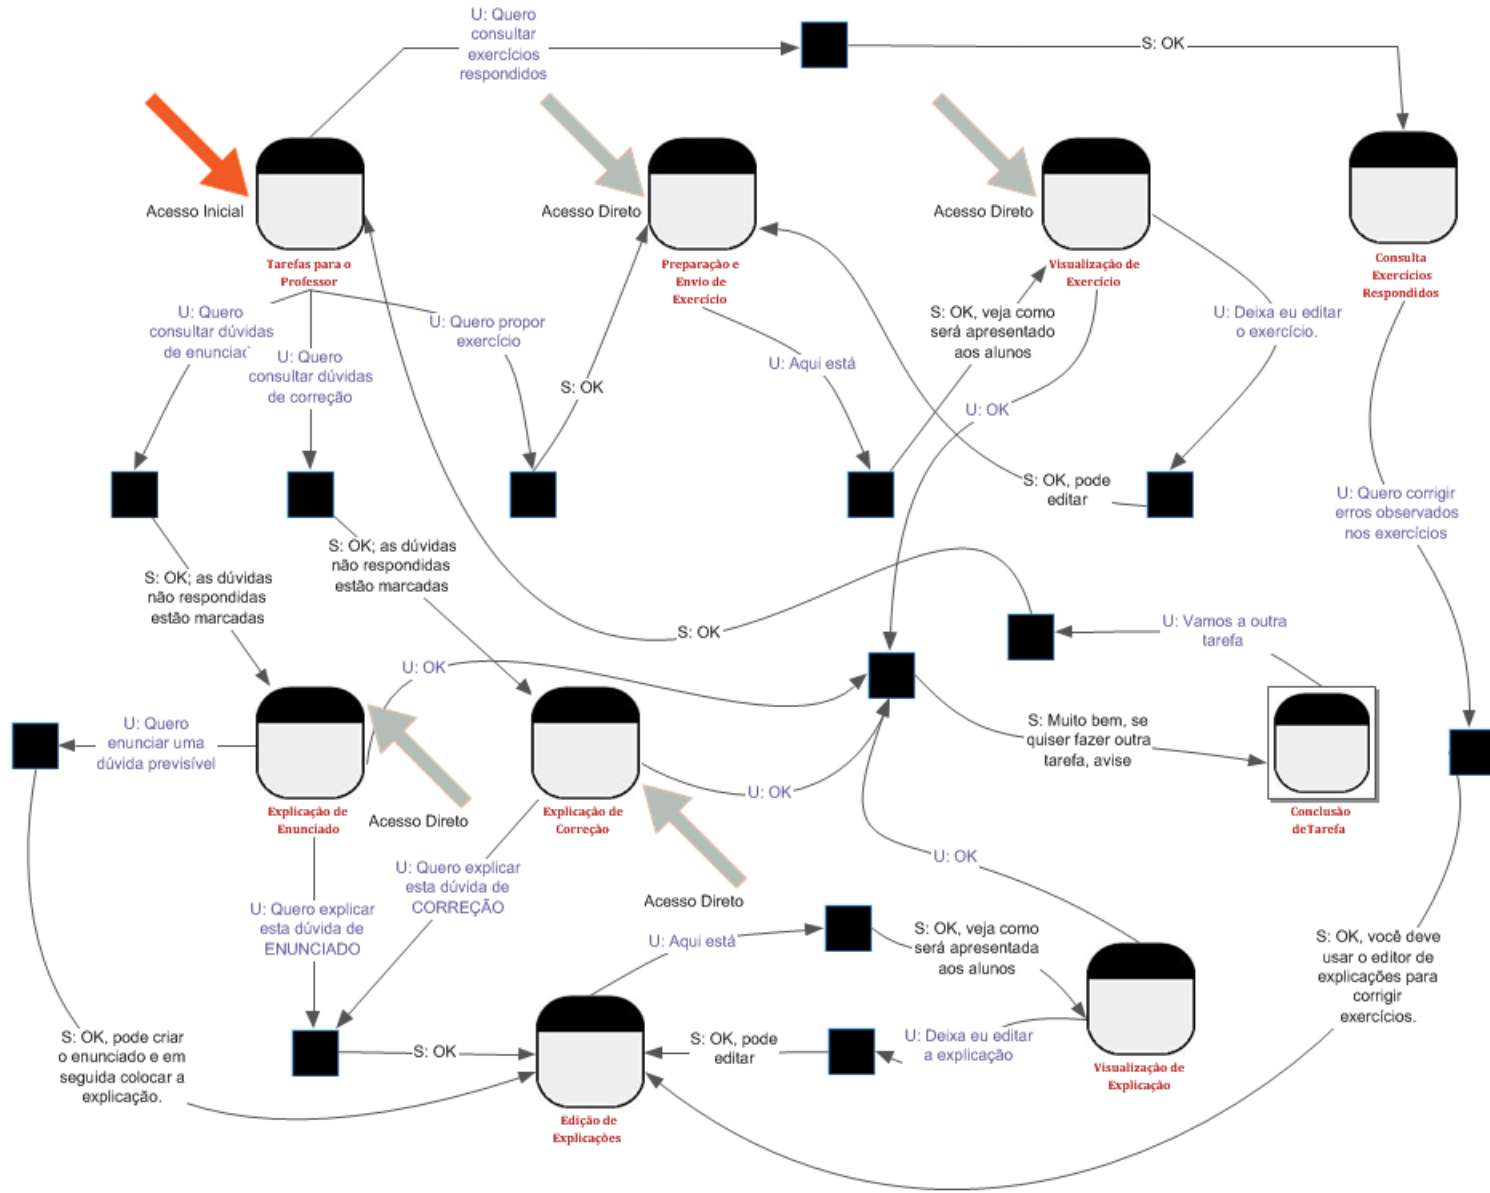 U: Quero
consultar
exercícios
respondidos
S: OK
Acesso Inicial
Acesso Direto
Acesso Direto
Tarefas para o
Professor
Preparação e
Envio de
Exercício
Visualização de
Exercício
Consulta
Exercícios
Respondidos
U: Quero
consultar dúvidas
de enunciac
U: Quero
consultar dúvidas
de correção
U: Quero propor
exercício
S: OK
U: Aqui está
S: OK, veja como
será apresentado
aos alunos
U: Deixa eu editar
o exercício.
U: OK
S: OK, pode
editar
U: Quero corrigir
erros observados
nos exercícios
S: OK; as dúvidas
não respondidas
estão marcadas
S: OK; as dúvidas
não respondidas
estão marcadas
S: OK
U: Vamos a outra
tarefa
U: OK
U: Quero
enunciar uma
dúvida previsível
S: Muito bem, se
quiser fazer outra
tarefa, avise
U: OK
Explicação de
Enunciado
Acesso Direto
Explicação de
Correção
Conclusão
deTarefa
U: OK
U: Quero explicar
esta dúvida de
CORREÇÃO
U: Quero explicar
esta dúvida de
ENUNCIADO
Acesso Direto
U: Aqui está
S: OK, veja como
será apresentada
aos alunos
S: OK, você deve
usar o editor de
explicações para
corrigir
exercícios.
S: OK, pode criar
o enunciado e em
seguida colocar a
explicação.
S: OK
S: OK, pode
editar
U: Deixa eu editar
a explicação
Visualização de
Explicação
Edição de
Explicações